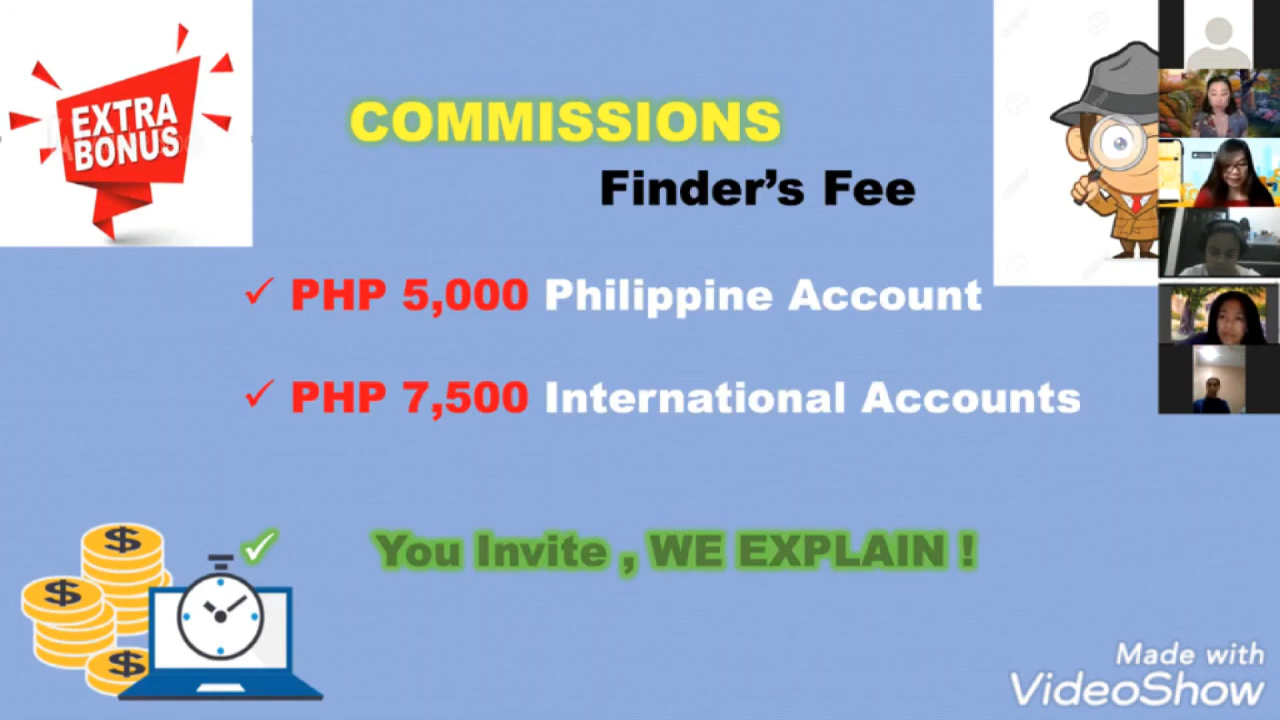 EXTRA
BONUS
COMMISSIONS
Finder's Fee
✓ PHP 5,000 Philippine Account
✓ PHP 7,500 International Accounts
You Invite , WE EXPLAIN !
Made with
VideoShow